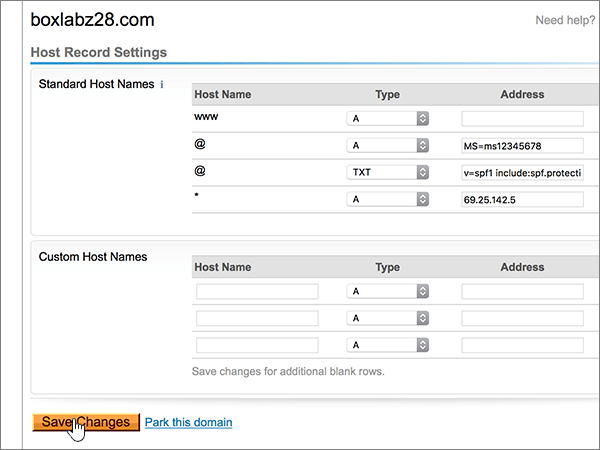 boxlabz28.com
Need help?
Host Record Settings
Standard Host Names i
Host Name Type Address
www A
@ A MS=ms12345678
@ TXT v=spf1 include:spf.protecti
* A 69.25.142.5
Custom Host Names
Host Name Type Address
A
A
A
Save changes for additional blank rows.
Save Changes Park this domain